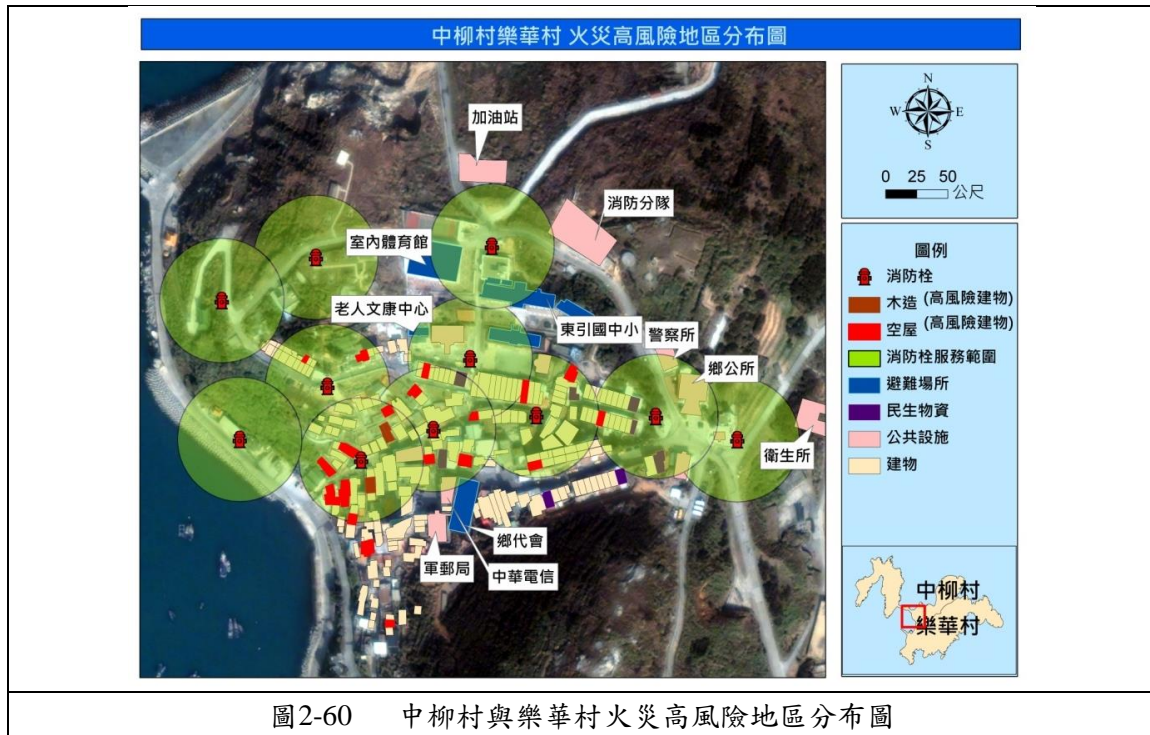 中柳村樂華村 火災高風險地區分布圖
加油站
消防分隊
室內體育館
老人文康中心
東引國中小
警察所
鄉公所
衛生所
鄉代會
軍郵局
中華電信
N
W
E
S
0 25 50
公尺
圖例
消防栓
木造 (高風險建物)
空屋 (高風險建物)
消防栓服務範圍
避難場所
民生物資
公共設施
建物
中柳村
樂華村
圖2-60 中柳村與樂華村火災高風險地區分布圖